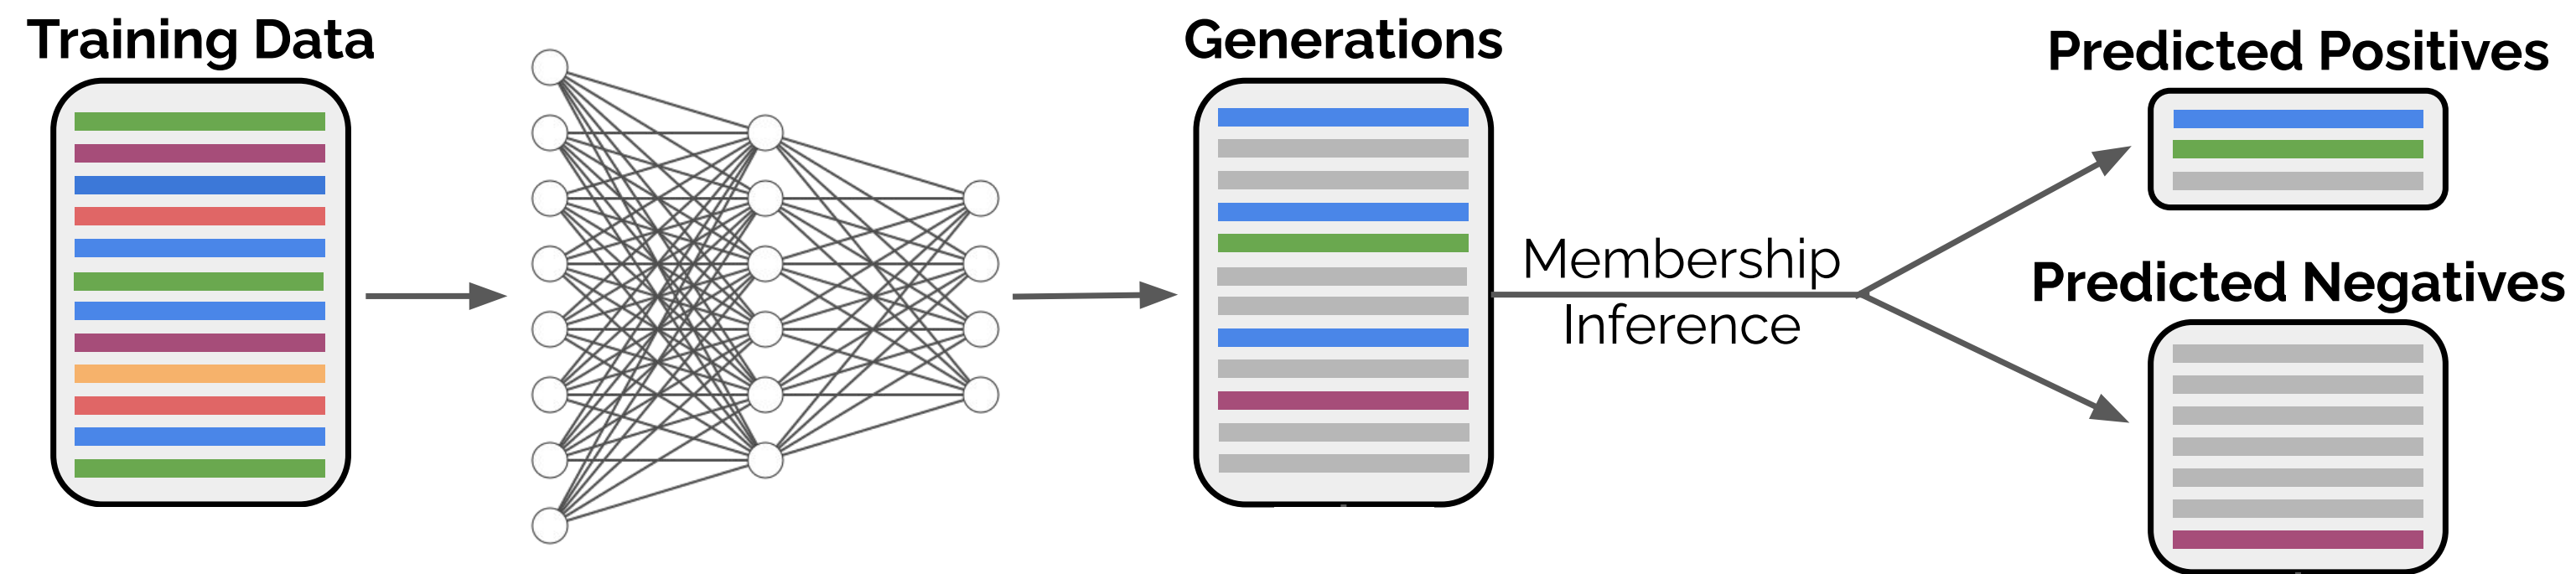 Training Data
Generations
Membership
Inference
Predicted Positives
Predicted Negatives